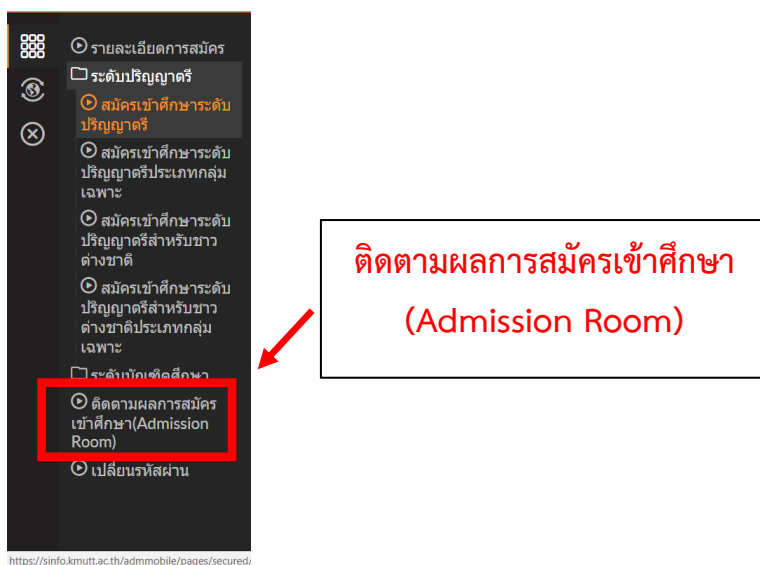 รายละเอียดการสมัคร
ระดับปริญญาตรี
สมัครเข้าศึกษาระดับ
ปริญญาตรี
สมัครเข้าศึกษาระดับ
ปริญญาตรีประเภทกลุ่ม
เฉพาะ
สมัครเข้าศึกษาระดับ
ปริญญาตรีสำหรับชาว
ต่างชาติ
สมัครเข้าศึกษาระดับ
ปริญญาตรีสำหรับชาว
ต่างชาติประเภทกลุ่ม
เฉพาะ
ระดับบัณฑิตศึกษา
ติดตามผลการสมัคร
เข้าศึกษา(Admission
Room)
เปลี่ยนรหัสผ่าน
ติดตามผลการสมัครเข้าศึกษา
(Admission Room)
https://sinfo.kmutt.ac.th/admmobile/pages/secured/